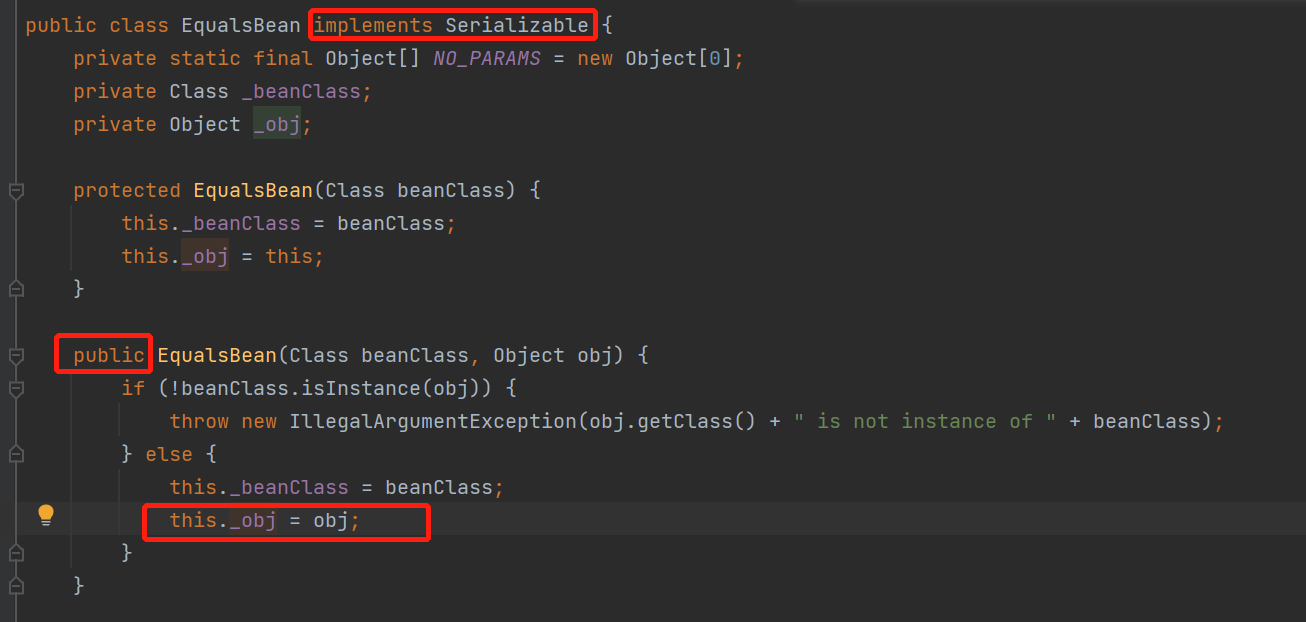 public class EqualsBean implements Serializable {
private static final Object[] NO_PARAMS = new Object[0];
private Class _beanClass;
private Object _obj;
protected EqualsBean(Class beanClass) {
this._beanClass = beanClass;
this._obj = this;
}
public EqualsBean(Class beanClass, Object obj) {
if (!beanClass.isInstance(obj)) {
throw new IllegalArgumentException(obj.getClass() + " is not instance of " + beanClass);
} else {
this._beanClass = beanClass;
this._obj = obj;
}
}